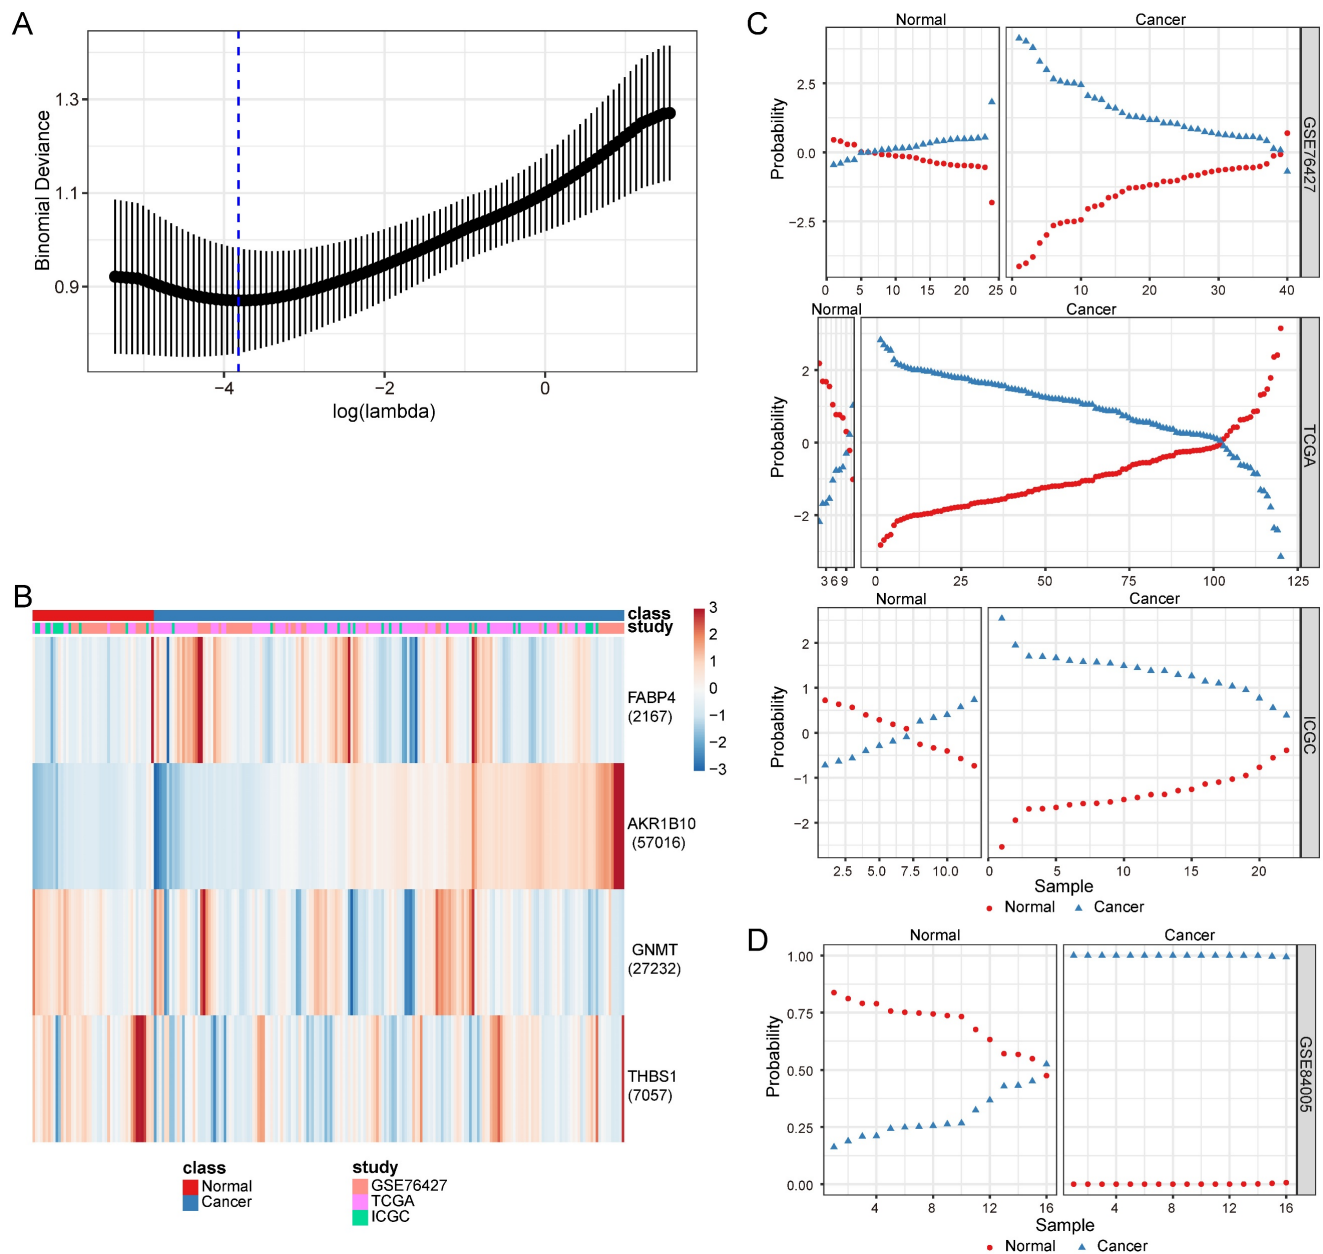 A
1.3
1.1
0.9
Binomial Deviance
−4
−2
0
log(lambda)
B
class
study
FABP4
(2167)
AKR1B10
(57016)
GNMT
(27232)
THBS1
(7057)
3
2
1
0
−1
−2
−3
class
Normal
Cancer
study
GSE76427
TCGA
ICGC
C
Normal
Cancer
2.5
0.0
−2.5
Probability
GSE76427
0 5 10 15 20 25
0 10 20 30 40
Normal
Cancer
2
0
−2
Probability
TCGA
3 6 9
0 25 50 75 100 125
Normal
Cancer
2
1
0
−1
−2
Probability
ICGC
2.5 5.0 7.5 10.0
0 5 10 15 20
Sample
Normal Cancer
D
Normal
Cancer
1.00
0.75
0.50
0.25
0.00
Probability
GSE84005
4 8 12 16
4 8 12 16
Sample
Normal Cancer